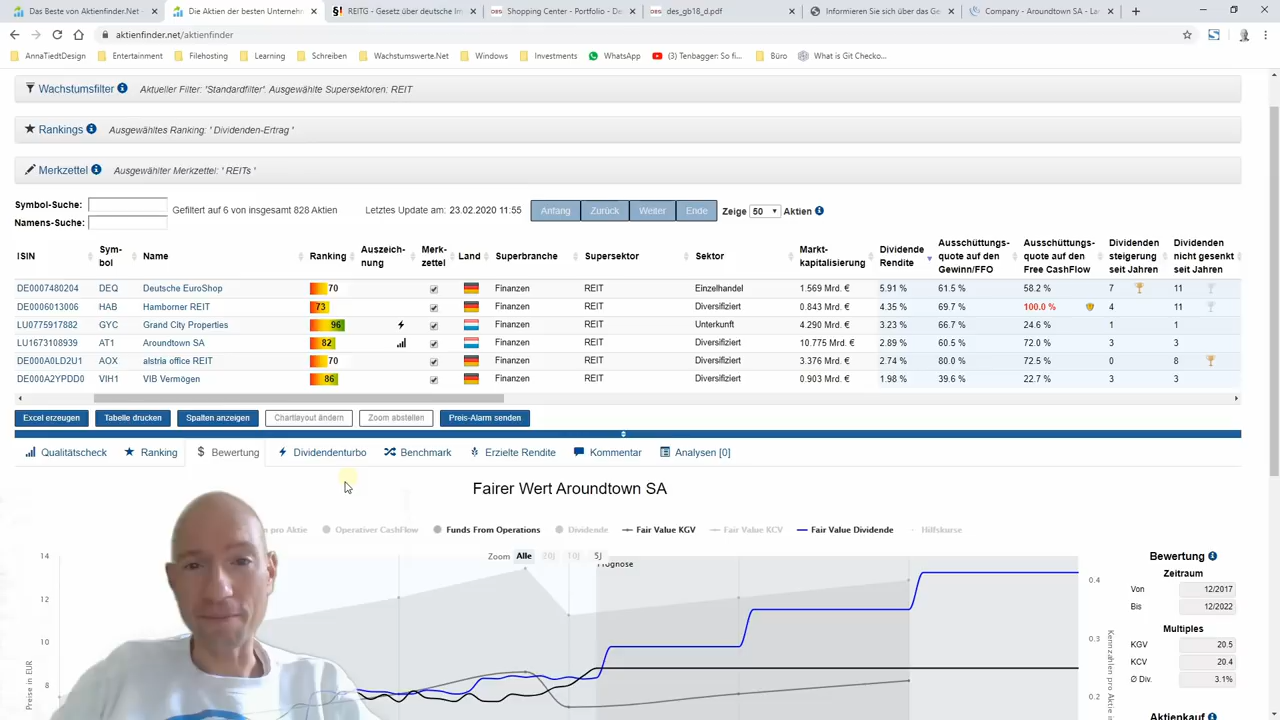 Das Beste von Aktienfinder.Net -
Die Aktien der besten Unternehm
REITG - Gesetz über deutsche Im
Shopping Center - Portfolio - D
des_gb18_d.pdf
Informieren Sie sich über das Ge
Company - Aroundtown SA - La
aktienfinder.net/aktienfinder
AnnaTiedtDesign
Entertainment
Filehosting
Learning
Schreiben
Wachstumswerte.Net
Windows
Investments
WhatsApp
(3) Tenbagger: So fi...
Büro
What is Git Checko...
Wachstumsfilter Aktueller Filter: 'Standardfilter'. Ausgewählte Supersektoren: REIT
Rankings Ausgewähltes Ranking: ' Dividenden-Ertrag '
Merkzettel Ausgewählter Merkzettel: ' REITs '
Symbol-Suche:
Namens-Suche:
Gefiltert auf 6 von insgesamt 828 Aktien
Letztes Update am: 23.02.2020 11:55
Anfang Zurück Weiter Ende Zeige 50 Aktien
ISIN Sym-bol Name Ranking Auszeich-nung Merk-zettel Land Superbranche Supersektor Sektor Markt-kapitalisierung Dividende Rendite Ausschüttungs-quote auf den Gewinn/FFO Ausschüttungs-quote auf den Free CashFlow Dividenden steigerung seit Jahren Dividenden nicht gesenkt seit Jahren
DE0007480204 DEQ Deutsche EuroShop 70 Finanzen REIT Einzelhandel 1.569 Mrd. € 5.91 % 61.5 % 58.2 % 7 11
DE0006013006 HAB Hamborner REIT 73 Finanzen REIT Diversifiziert 0.843 Mrd. € 4.35 % 69.7 % 100.0 % 4 11
LU0775917882 GYC Grand City Properties 96 Finanzen REIT Unterkunft 4.290 Mrd. € 3.23 % 66.7 % 24.6 % 1 1
LU1673108939 AT1 Aroundtown SA 82 Finanzen REIT Diversifiziert 10.775 Mrd. € 2.89 % 60.5 % 72.0 % 3 3
DE000A0LD2U1 AOX alstria office REIT 70 Finanzen REIT Diversifiziert 3.376 Mrd. € 2.74 % 80.0 % 72.5 % 0 8
DE000A2YPDD0 VIH1 VIB Vermögen 86 Finanzen REIT Diversifiziert 0.903 Mrd. € 1.98 % 39.6 % 22.7 % 3 3
Excel erzeugen Tabelle drucken Spalten anzeigen Chartlayout ändern Zoom abstellen Preis-Alarm senden
Qualitätscheck Ranking Bewertung Dividendenturbo Benchmark Erzielte Rendite Kommentar Analysen [0]
Fairer Wert Aroundtown SA
n pro Aktie Operativer CashFlow Funds From Operations Dividende Fair Value KGV Fair Value KCV Fair Value Dividende Hilfskurse
Zoom Alle 20J 10J 5J
Prognose
14
12
10
8
Preise in EUR
0.4
0.3
0.2
Kennzahlen pro Aktie in
Bewertung
Zeitraum
Von 12/2017
Bis 12/2022
Multiples
KGV 20.5
KCV 20.4
Ø Div. 3.1%
Aktienkauf